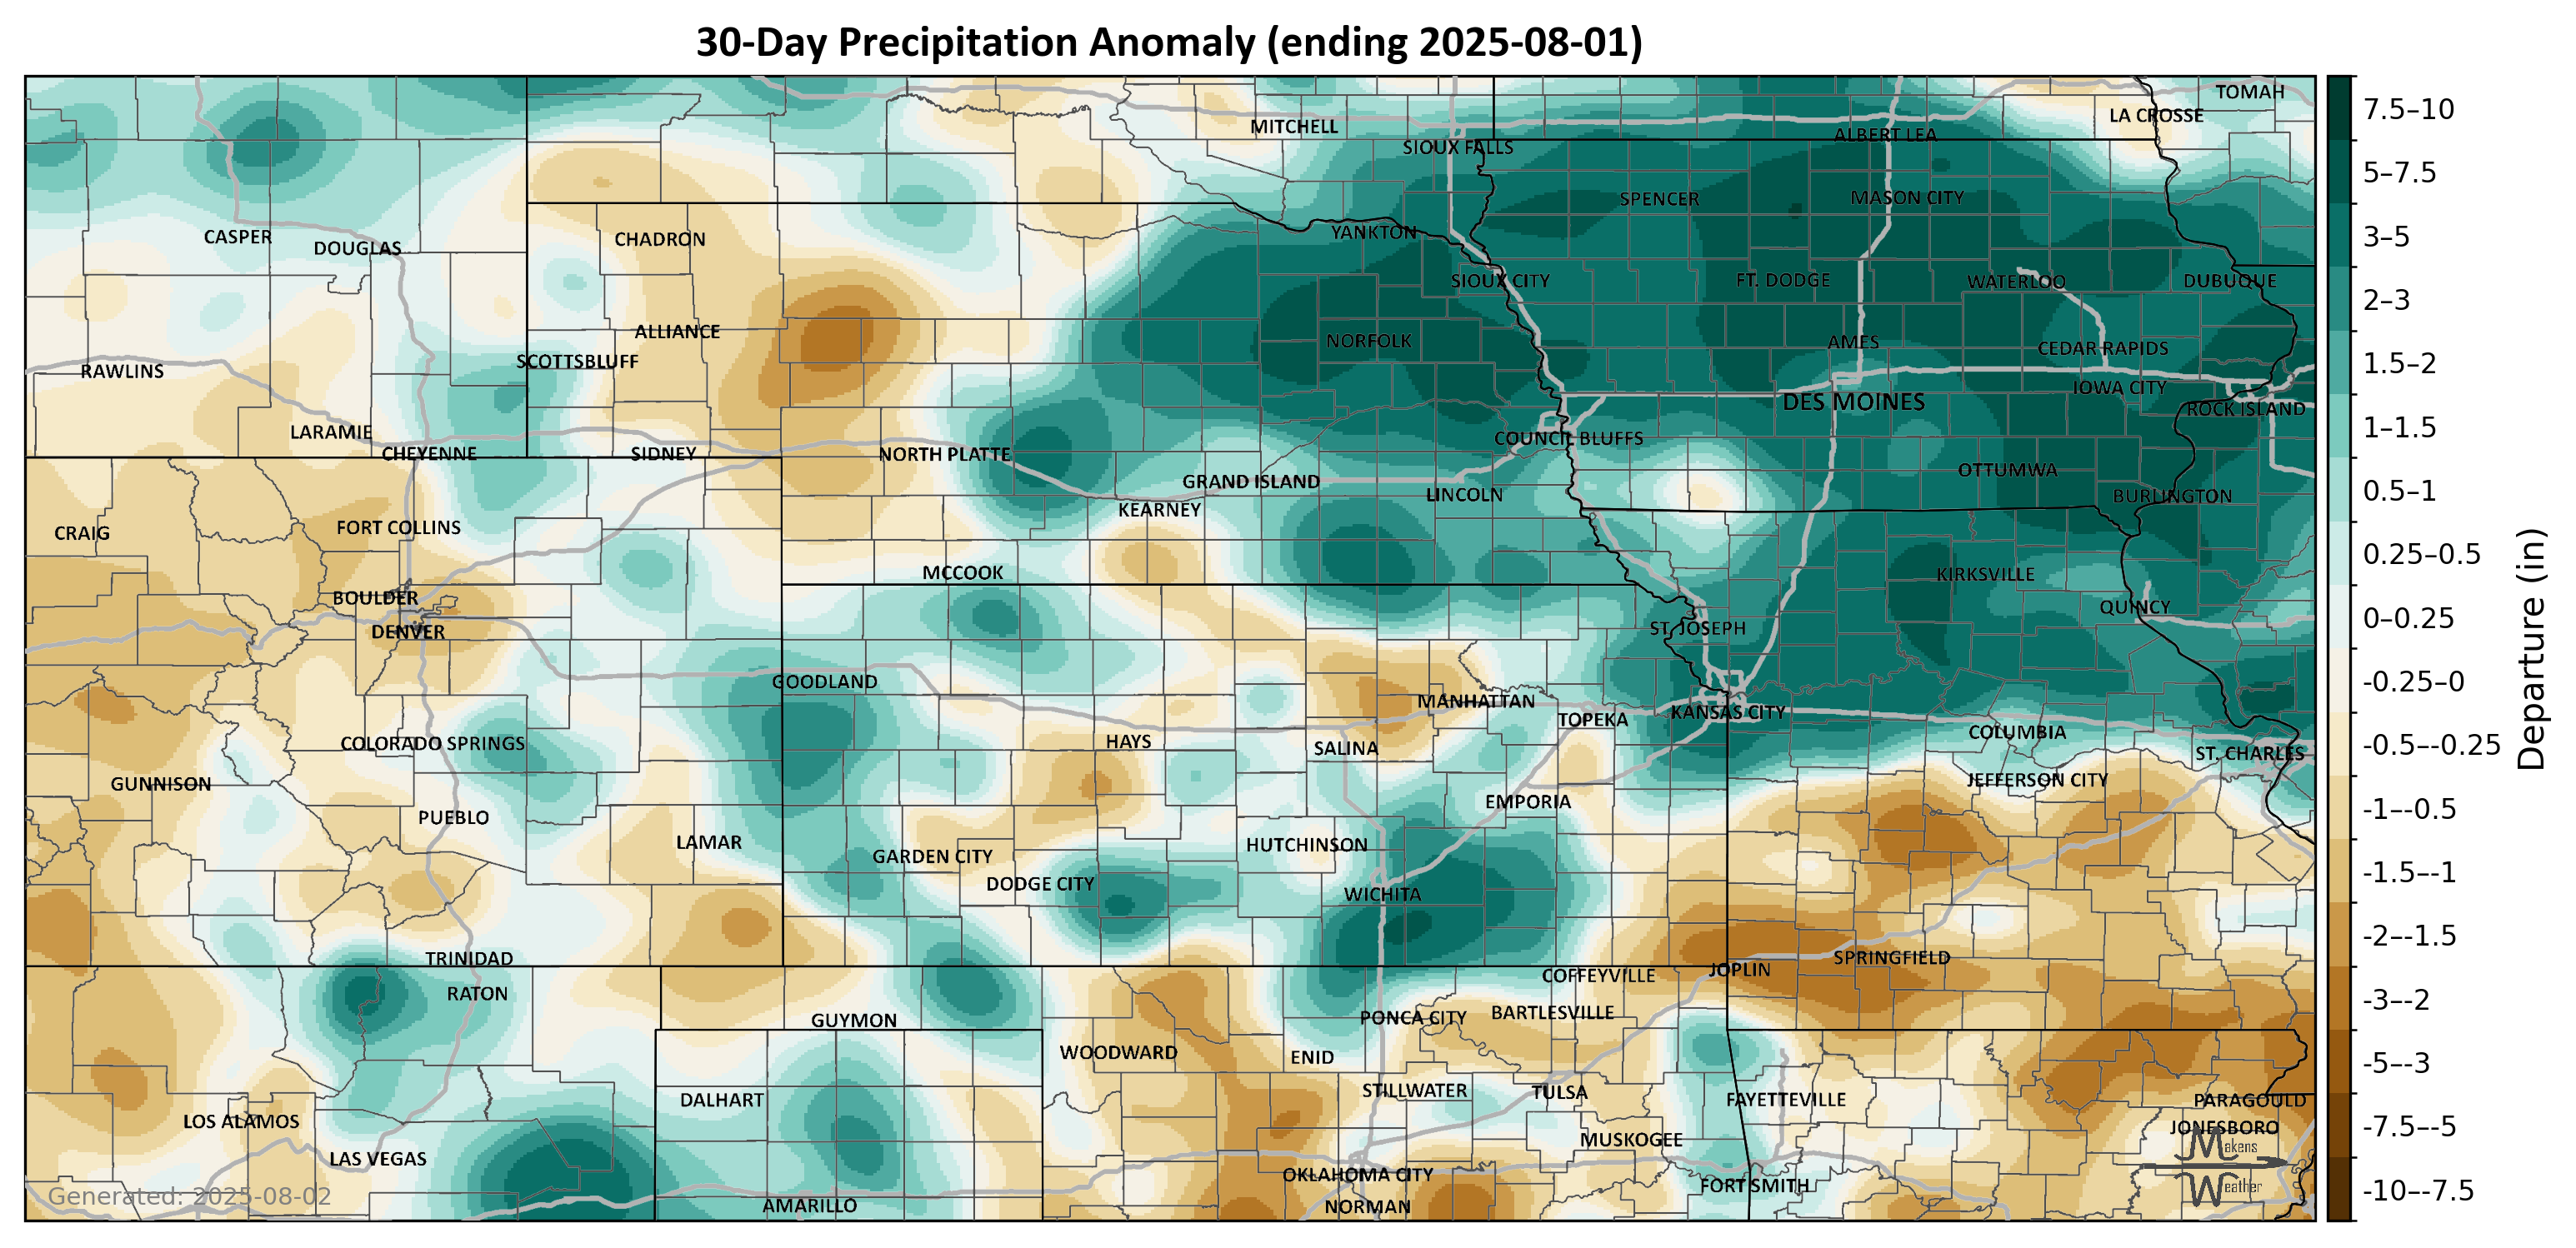 30-Day Precipitation Anomaly (ending 2025-08-01)
TOMAH
LA CROSSE
MITCHELL
ALBERT LEA
SIOUX FALLS
SPENCER
MASON CITY
YANKTON
CASPER
DOUGLAS
CHADRON
SIOUX CITY
FT. DODGE
WATERLOO
DUBUQUE
ALLIANCE
NORFOLK
AMES
CEDAR RAPIDS
SCOTTSBLUFF
RAWLINS
IOWA CITY
DES MOINES
ROCK ISLAND
LARAMIE
COUNCIL BLUFFS
CHEYENNE
SIDNEY
NORTH PLATTE
OTTUMWA
GRAND ISLAND
LINCOLN
BURLINGTON
KEARNEY
CRAIG
FORT COLLINS
MCCOOK
KIRKSVILLE
BOULDER
QUINCY
DENVER
ST. JOSEPH
GOODLAND
MANHATTAN
TOPEKA
KANSAS CITY
COLORADO SPRINGS
HAYS
SALINA
COLUMBIA
ST. CHARLES
GUNNISON
JEFFERSON CITY
EMPORIA
PUEBLO
LAMAR
HUTCHINSON
GARDEN CITY
DODGE CITY
WICHITA
TRINIDAD
SPRINGFIELD
JOPLIN
COFFEYVILLE
RATON
GUYMON
PONCA CITY
BARTLESVILLE
WOODWARD
ENID
STILLWATER
TULSA
DALHART
FAYETTEVILLE
PARAGOULD
LOS ALAMOS
JONESBORO
MUSKOGEE
LAS VEGAS
OKLAHOMA CITY
FORT SMITH
AMARILLO
NORMAN
Generated: 2025-08-02
Makens
Weather
7.5–10
5–7.5
3–5
2–3
1.5–2
1–1.5
0.5–1
0.25–0.5
0–0.25
-0.25–0
-0.5–-0.25
-1–-0.5
-1.5–-1
-2–-1.5
-3–-2
-5–-3
-7.5–-5
-10–-7.5
Departure (in)